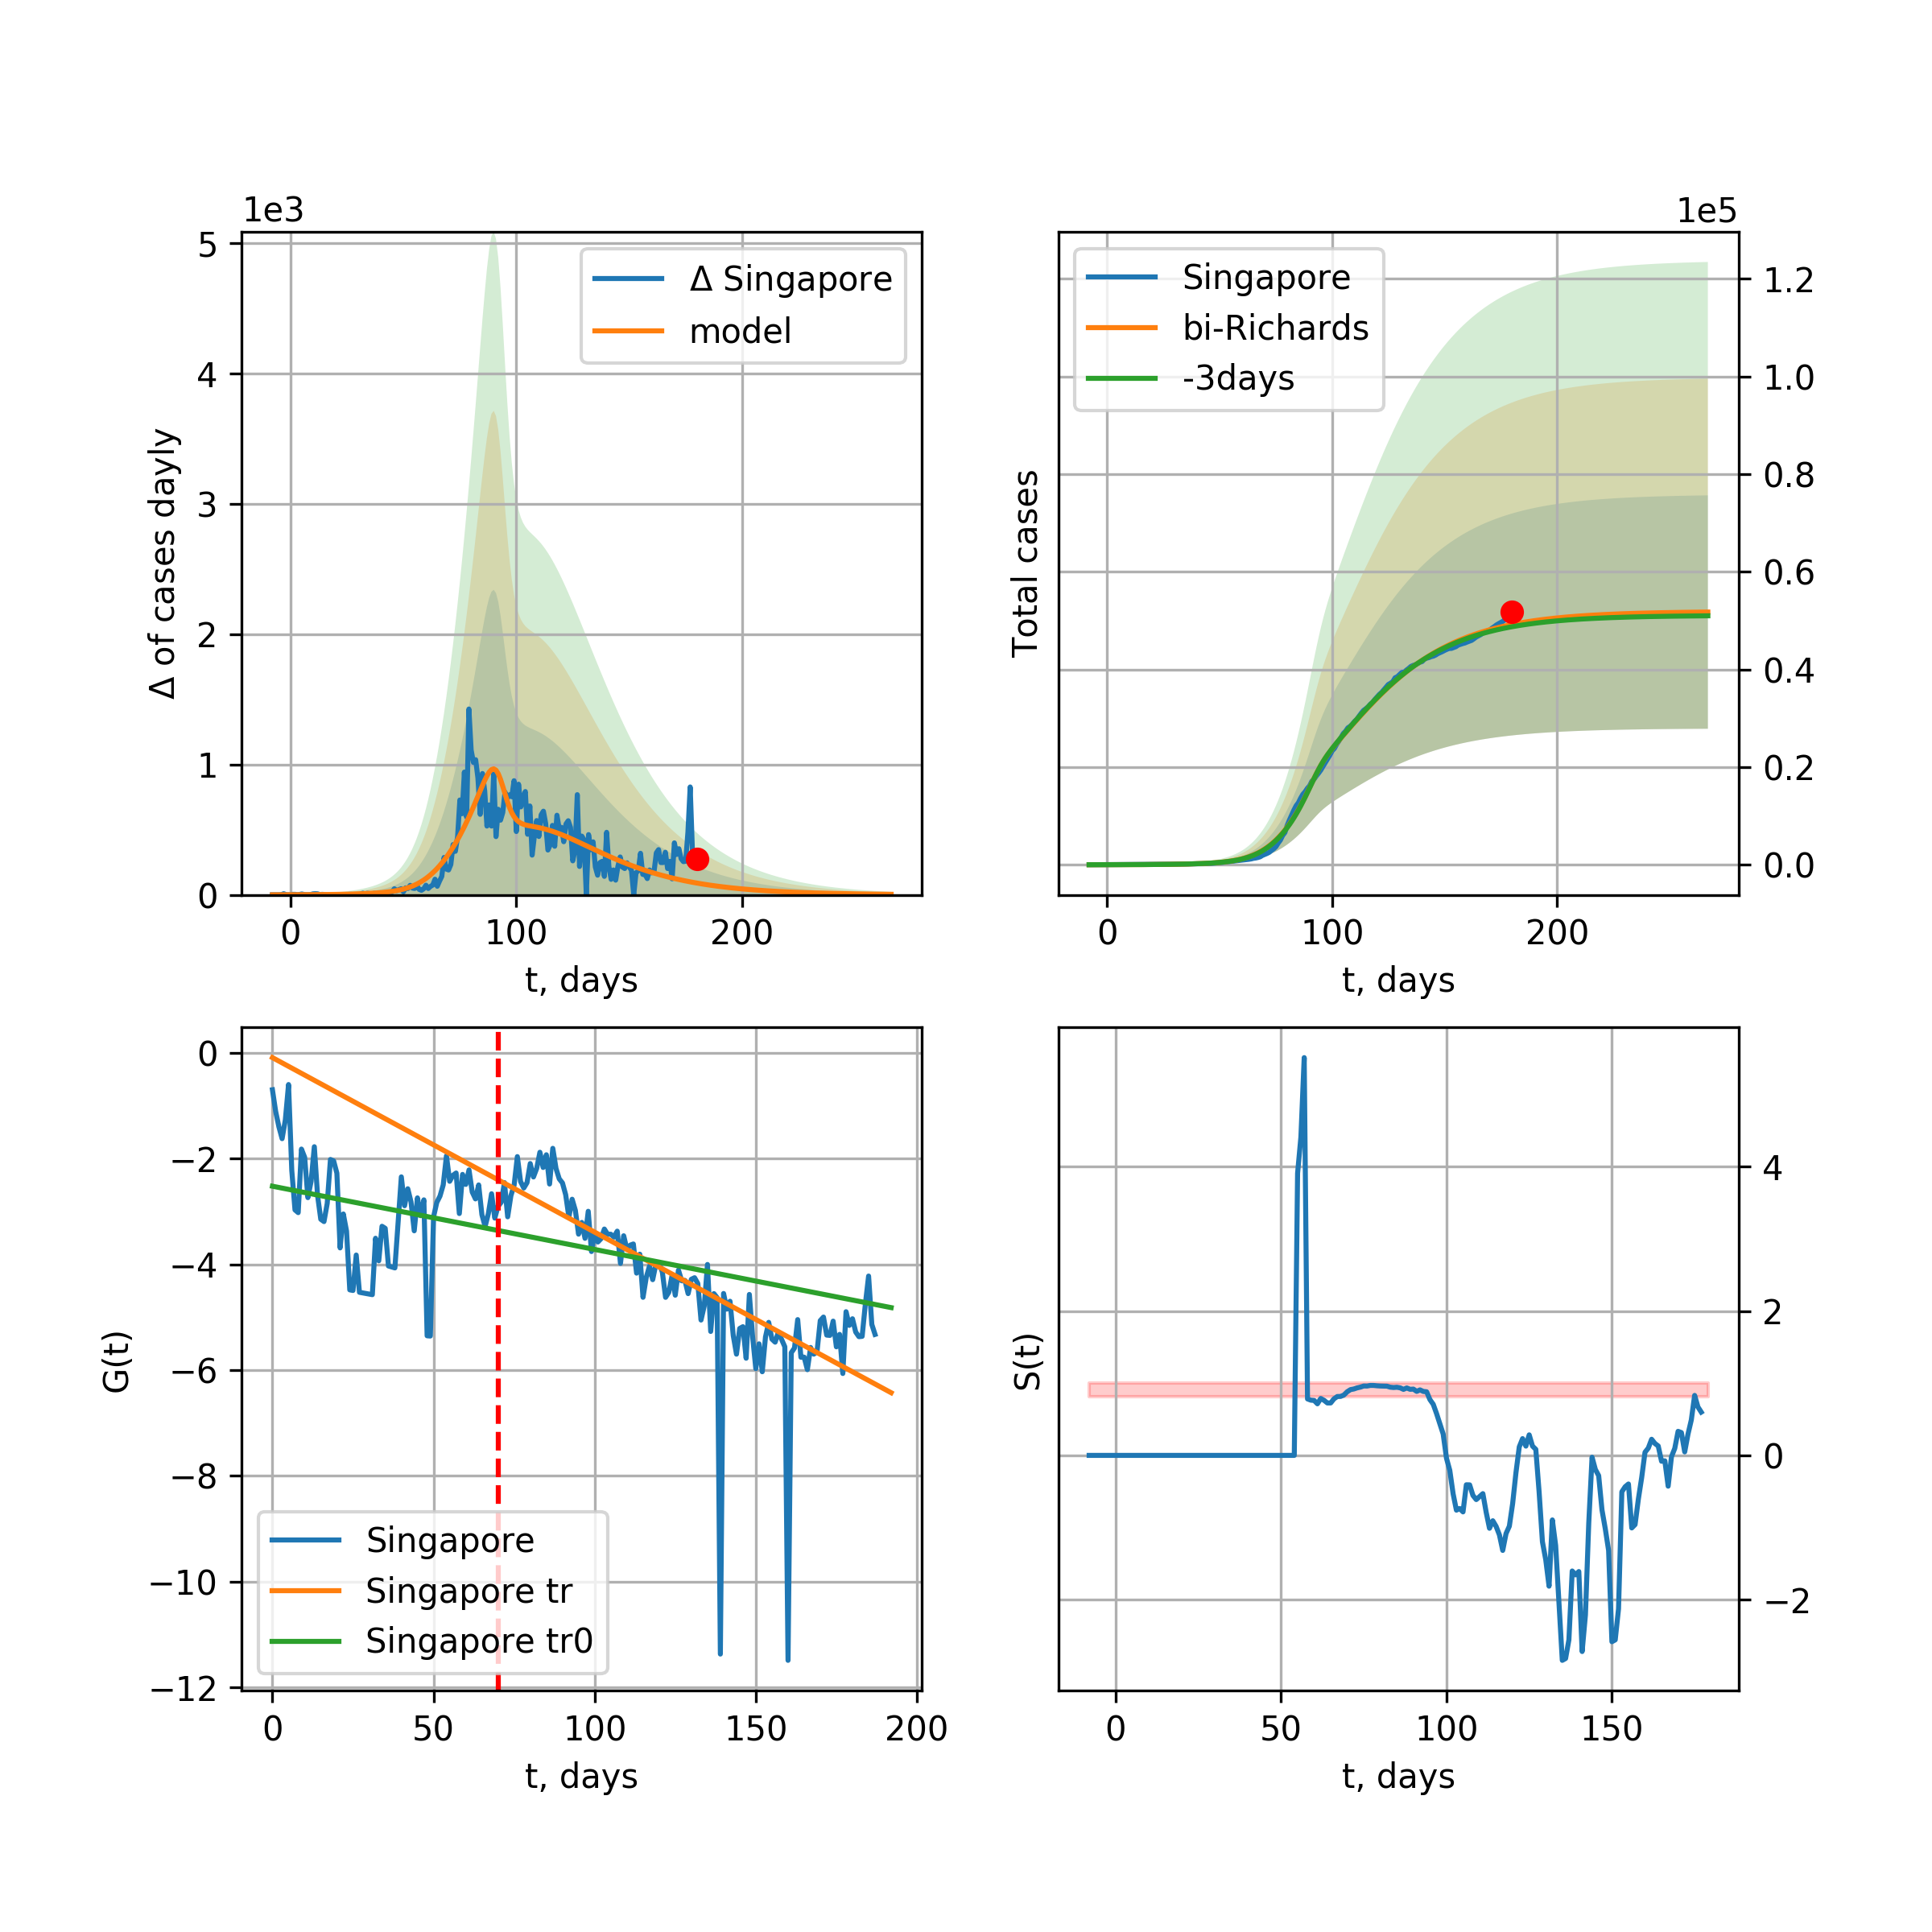 1e3
5
4
3
2
1
0
Δ of cases dayly
Δ Singapore
model
0 100 200
t, days
1e5
Singapore
bi-Richards
-3days
1.2
1.0
0.8
0.6
0.4
0.2
0.0
Total cases
0 100 200
t, days
0
−2
−4
−6
−8
−10
−12
G(t)
Singapore
Singapore tr
Singapore tr0
0 50 100 150 200
t, days
4
2
0
−2
S(t)
0 50 100 150
t, days